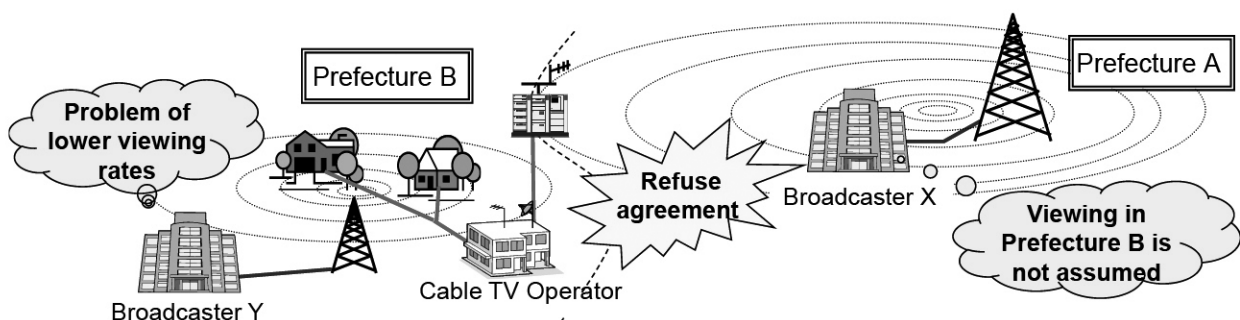 Prefecture B
Prefecture A
Problem of
lower viewing
rates
Refuse
agreement
Broadcaster X
Viewing in
Prefecture B is
not assumed
Cable TV Operator
Broadcaster Y